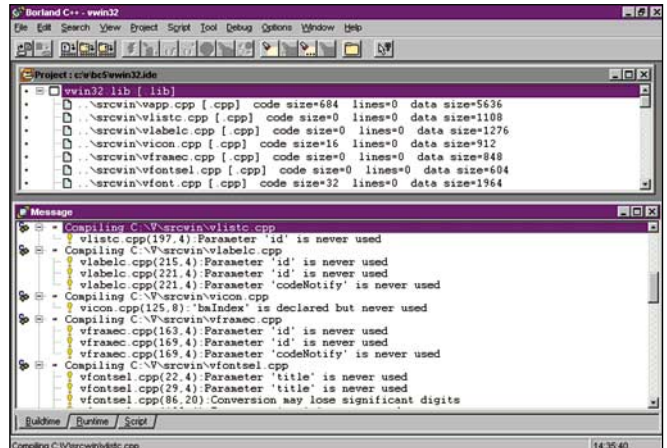 Borland C++ - vwin32
File Edit Search View Project Script Tool Debug Options Window Help
Project : c:\v\bc5\vwin32.ide
vwin32.lib [.lib]
..\srcwin\vapp.cpp [.cpp] code size=684 lines=0 data size=5636
..\srcwin\vlistc.cpp [.cpp] code size=0 lines=0 data size=1108
..\srcwin\vlabelc.cpp [.cpp] code size=0 lines=0 data size=1276
..\srcwin\vicon.cpp [.cpp] code size=16 lines=0 data size=912
..\srcwin\vframec.cpp [.cpp] code size=0 lines=0 data size=848
..\srcwin\vfontsel.cpp [.cpp] code size=0 lines=0 data size=604
..\srcwin\vfont.cpp [.cpp] code size=32 lines=0 data size=1964
Message
Compiling C:\V\srcwin\vlistc.cpp
vlistc.cpp(197,4):Parameter 'id' is never used
Compiling C:\V\srcwin\vlabelc.cpp
vlabelc.cpp(215,4):Parameter 'id' is never used
vlabelc.cpp(221,4):Parameter 'id' is never used
vlabelc.cpp(221,4):Parameter 'codeNotify' is never used
Compiling C:\V\srcwin\vicon.cpp
vicon.cpp(125,8):'bmIndex' is declared but never used
Compiling C:\V\srcwin\vframec.cpp
vframec.cpp(163,4):Parameter 'id' is never used
vframec.cpp(169,4):Parameter 'id' is never used
vframec.cpp(169,4):Parameter 'codeNotify' is never used
Compiling C:\V\srcwin\vfontsel.cpp
vfontsel.cpp(22,4):Parameter 'title' is never used
vfontsel.cpp(29,4):Parameter 'title' is never used
vfontsel.cpp(86,20):Conversion may lose significant digits
Buildtime Runtime Script
Compiling C:\V\srcwin\vlistc.cpp 14:35:40